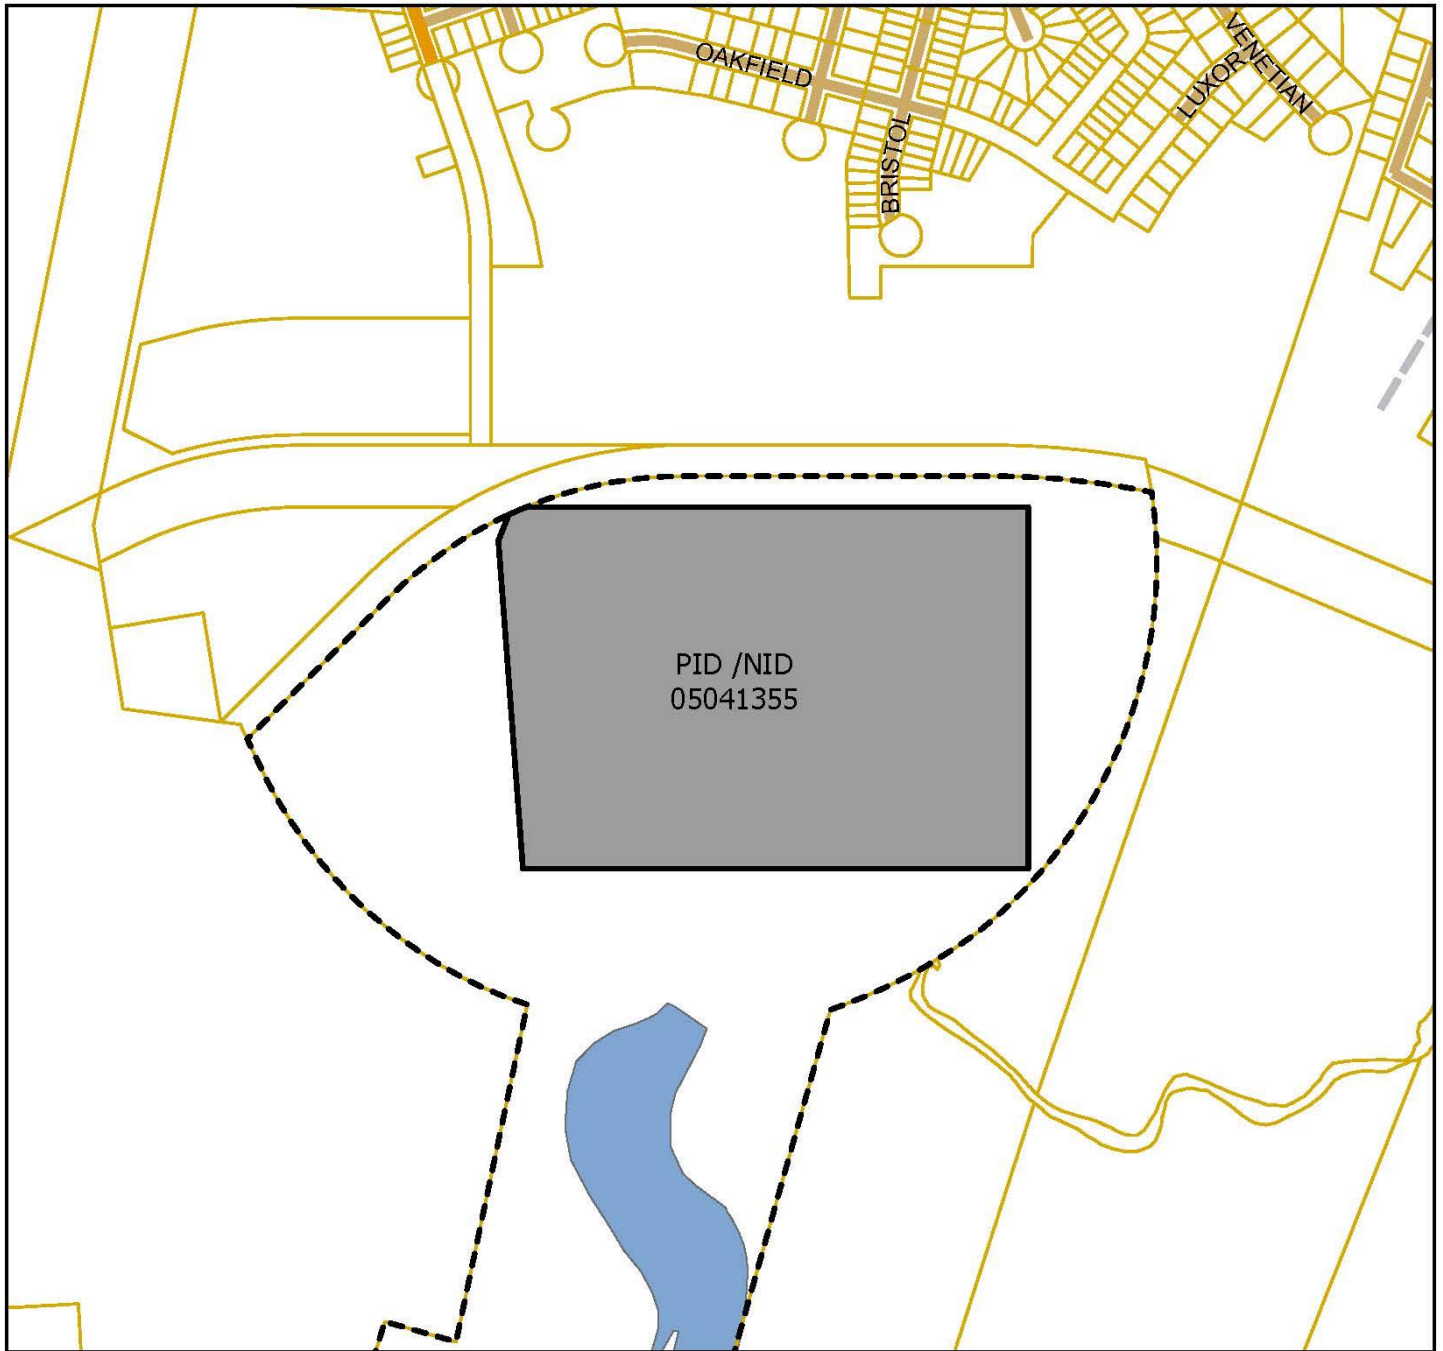 VENETIAN
OAKFIELD
LUXOR
BRISTOL
PID /NID
05041355